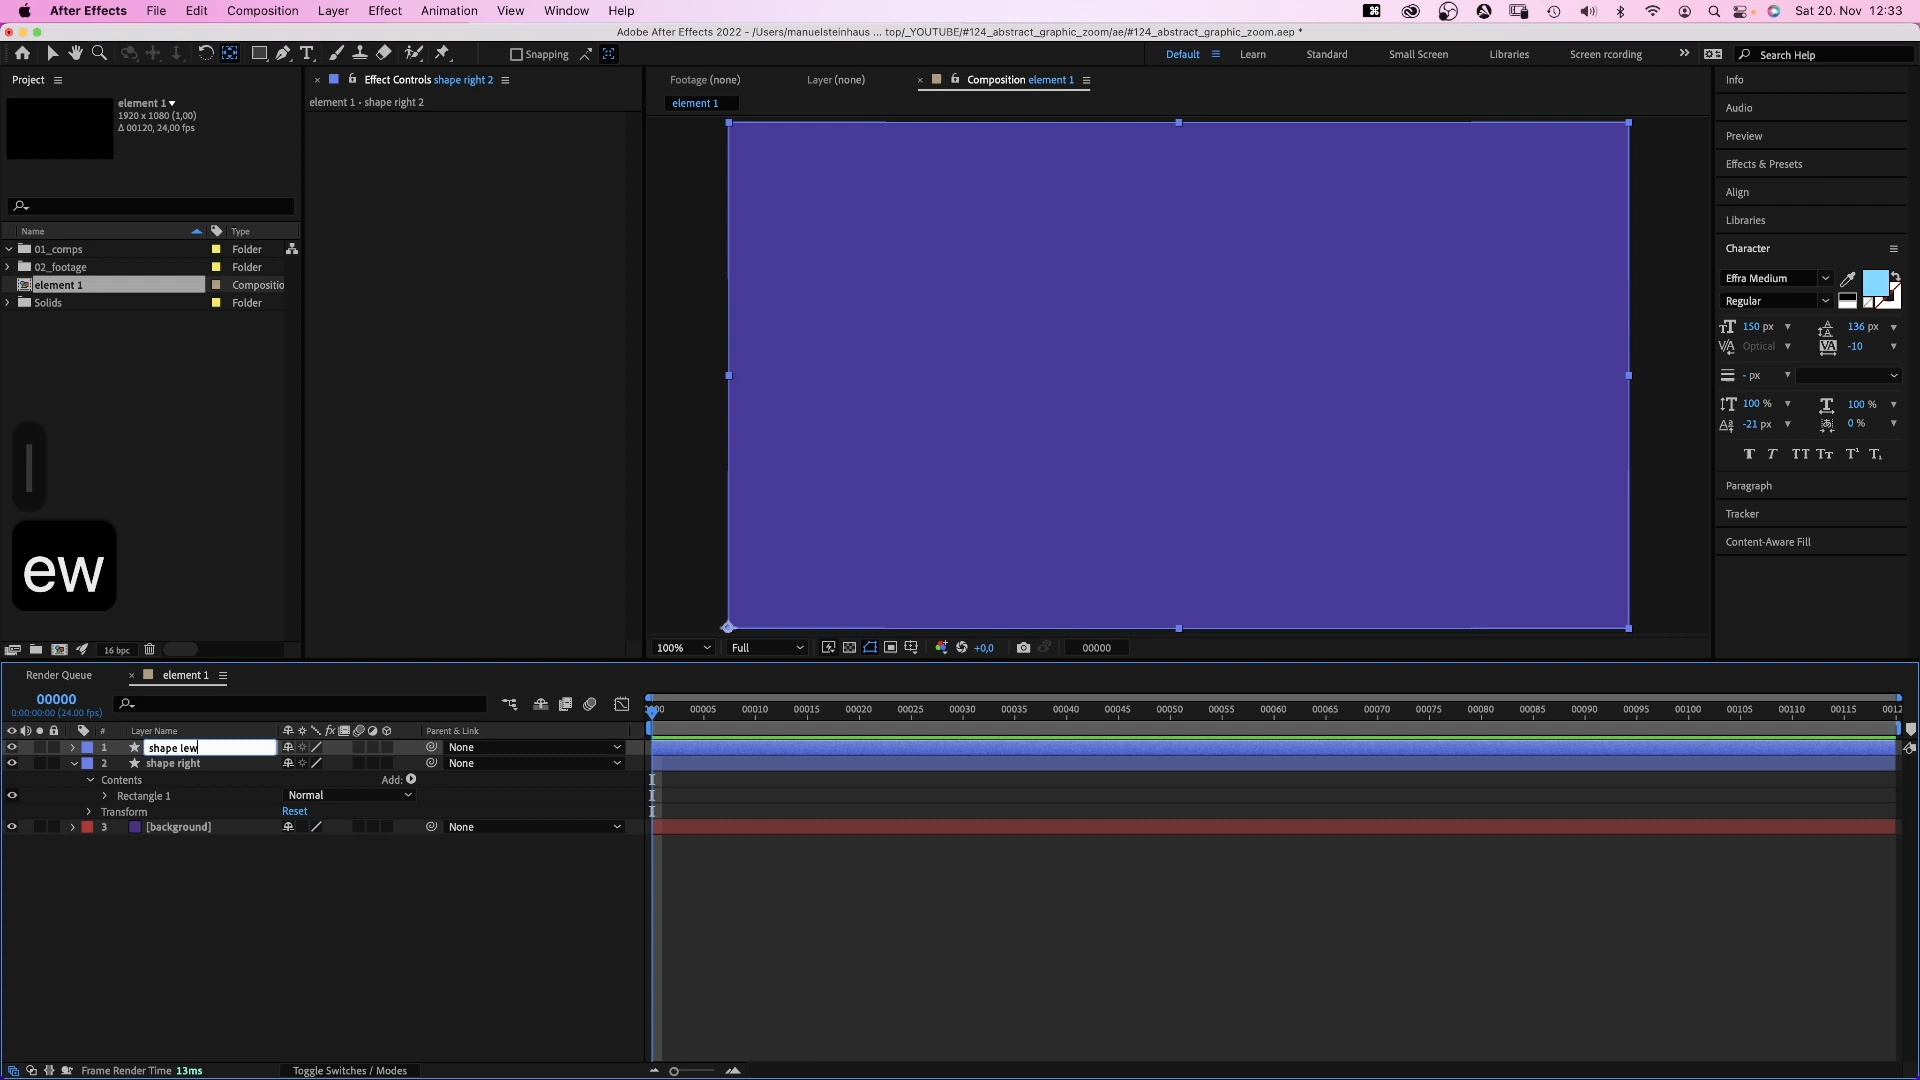 After Effects File Edit Composition Layer Effect Animation View Window Help Sat 20. Nov 12:33
Adobe After Effects 2022 - /Users/manuelsteinhaus ... top/_YOUTUBE/#124_abstract_graphic_zoom/ae/#124_abstract_graphic_zoom.aep *
Snapping Default Learn Standard Small Screen Libraries Screen rcording Search Help
Project Effect Controls shape right 2 Footage (none) Layer (none) Composition element 1 Info
element 1
1920 x 1080 (1,00)
Δ 00120, 24,00 fps
element 1 • shape right 2
element 1
Audio
Preview
Effects & Presets
Align
Libraries
Character
Effra Medium
Regular
150 px 136 px
Optical -10
- px
100 % 100 %
-21 px 0 %
Paragraph
Tracker
Content-Aware Fill
Name Type
01_comps Folder
02_footage Folder
element 1 Compositio
Solids Folder
l
ew
16 bpc
100% Full +0,0 00000
Render Queue element 1
00000
0:00:00:00 (24.00 fps)
00 00005 00010 00015 00020 00025 00030 00035 00040 00045 00050 00055 00060 00065 00070 00075 00080 00085 00090 00095 00100 00105 00110 00115 0012
# Layer Name Parent & Link
1 shape lew None
2 shape right None
Contents Add:
Rectangle 1 Normal
Transform Reset
3 [background] None
Frame Render Time 13ms Toggle Switches / Modes